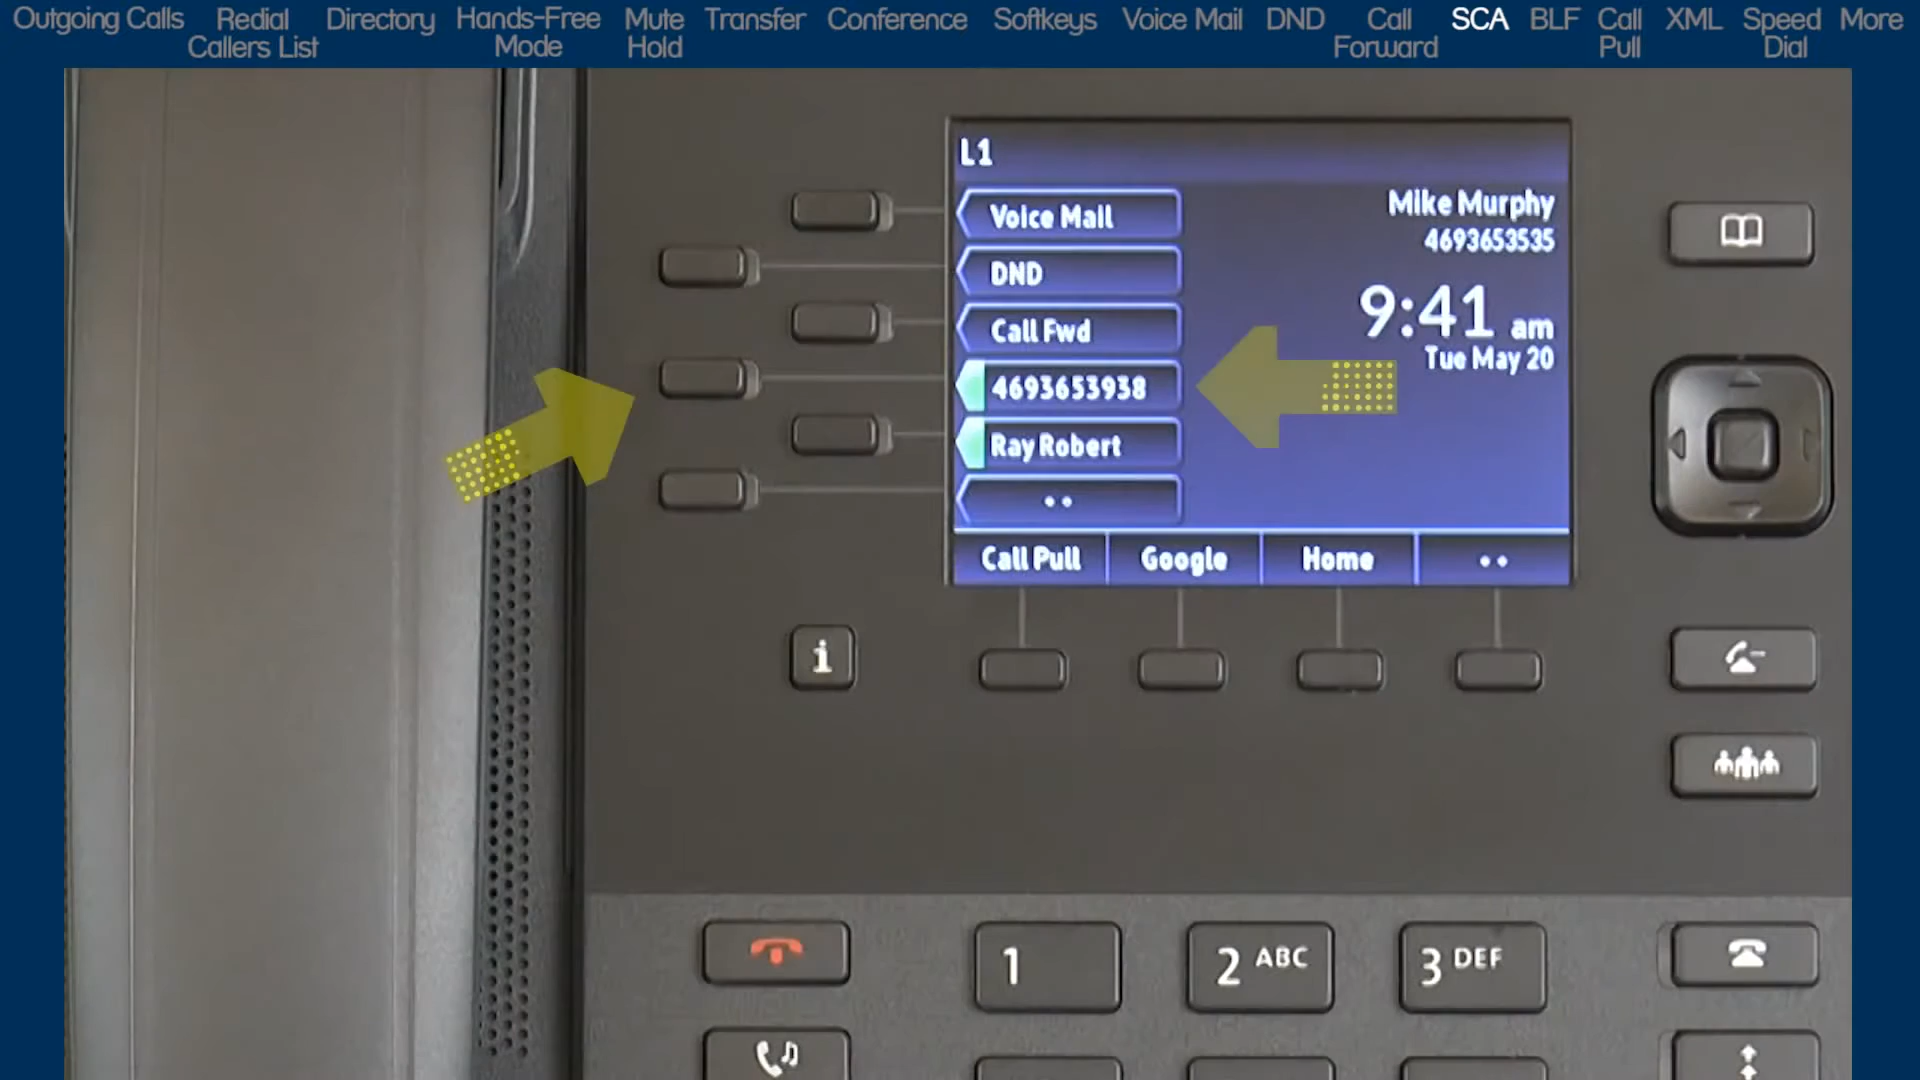 Outgoing Calls
Redial
Callers List
Directory
Hands-Free
Mode
Mute
Hold
Transfer
Conference
Softkeys
Voice Mail
DND
Call
Forward
SCA
BLF
Call
Pull
XML
Speed
Dial
More
L1
Voice Mail
DND
Call Fwd
4693653938
Ray Robert
Mike Murphy
4693653535
9:41 am
Tue May 20
Call Pull
Google
Home
i
1
2 ABC
3 DEF